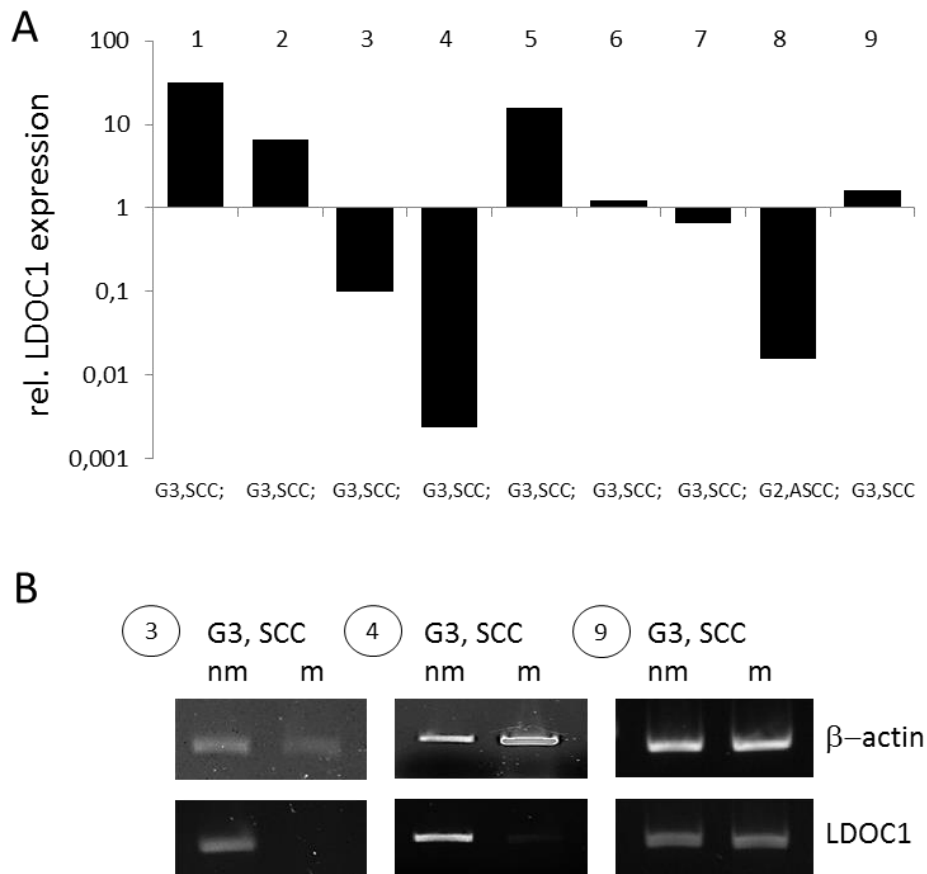 A
100 1 2 3 4 5 6 7 8 9
10
1
0,1
0,01
0,001
rel. LDOC1 expression
G3,SCC; G3,SCC; G3,SCC; G3,SCC; G3,SCC; G3,SCC; G3,SCC; G2,ASCC; G3,SCC
B
3 G3, SCC 4 G3, SCC 9 G3, SCC
nm m nm m nm m
β–actin
LDOC1